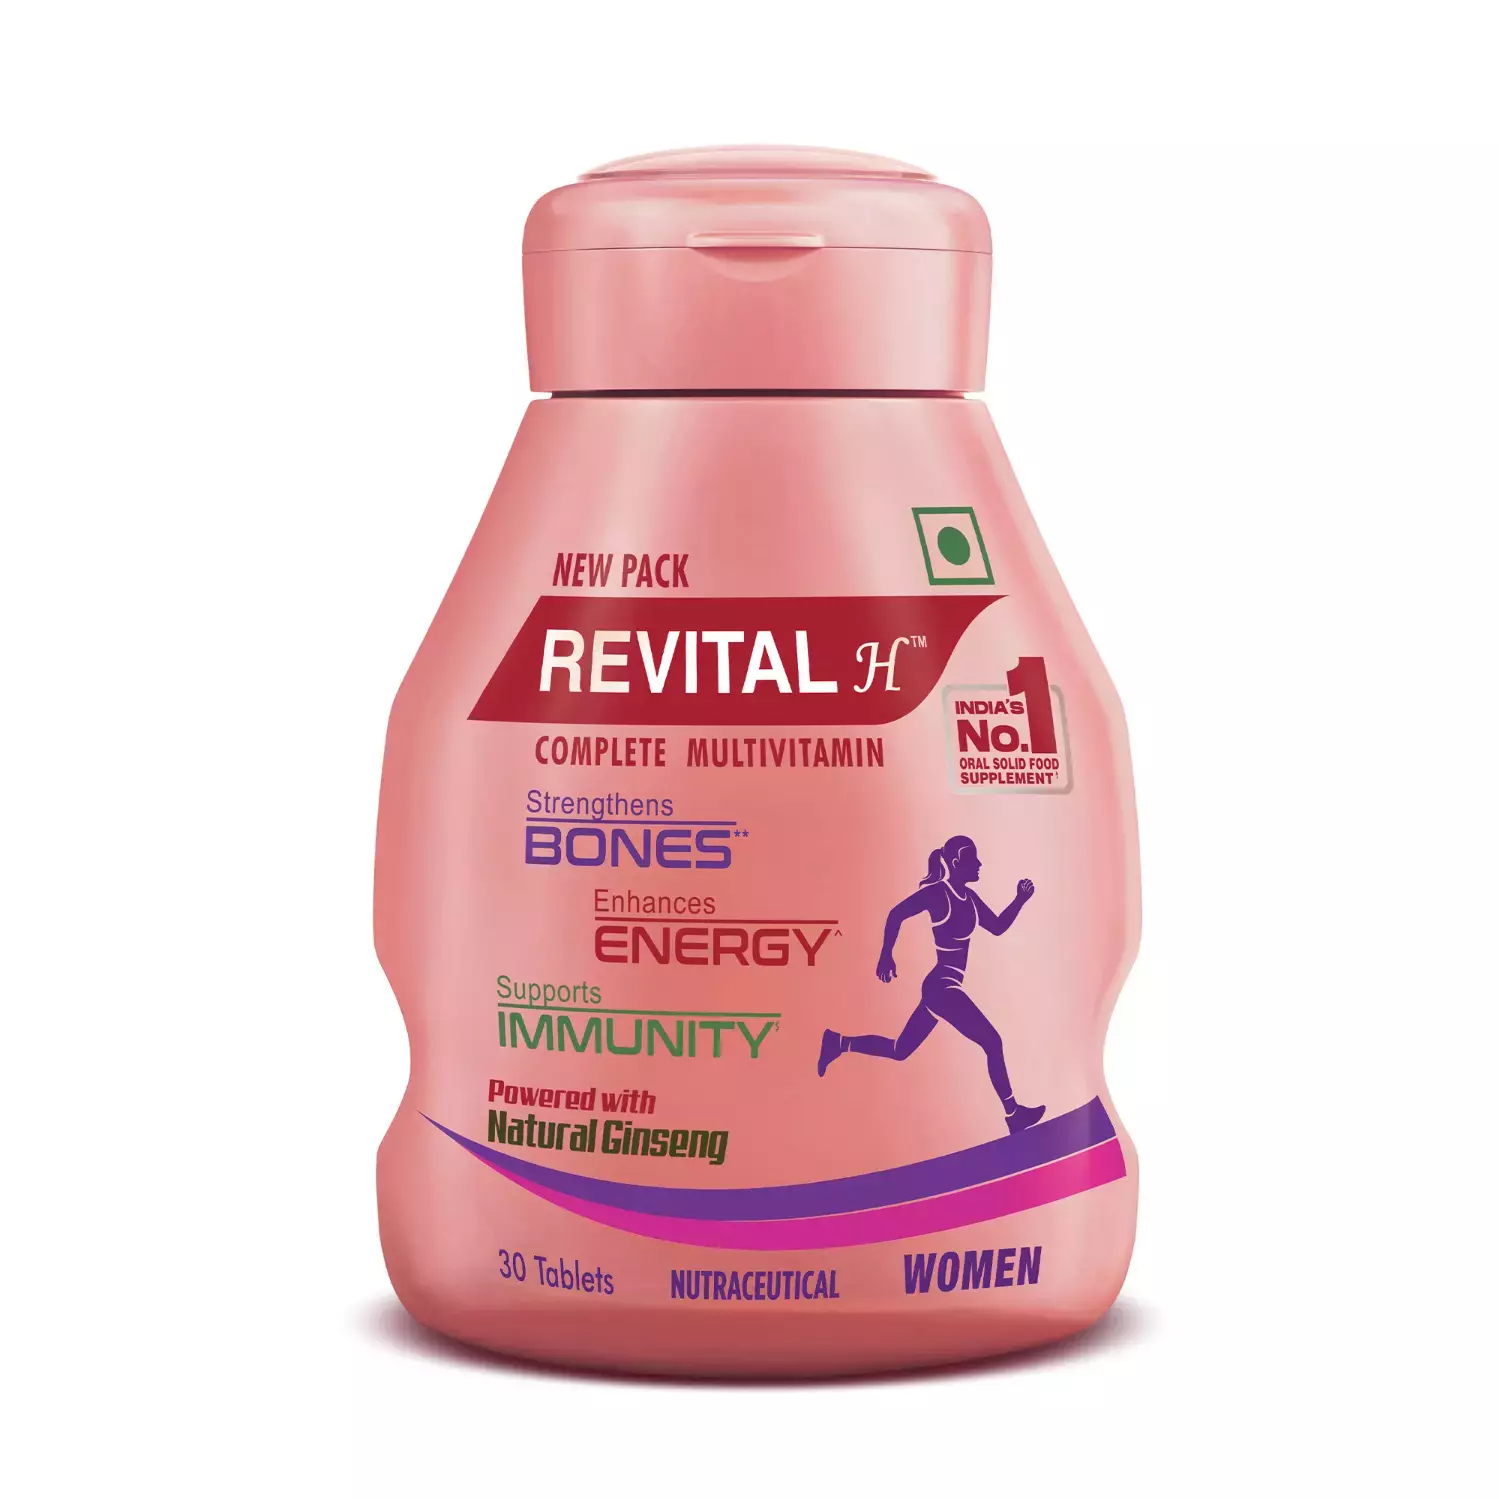 NEW PACK
REVITAL H™
COMPLETE MULTIVITAMIN
INDIA'S
No.1
ORAL SOLID FOOD
SUPPLEMENT
Strengthens
BONES**
Enhances
ENERGY^
Supports
IMMUNITY$
Powered with
Natural Ginseng
30 Tablets
NUTRACEUTICAL
WOMEN